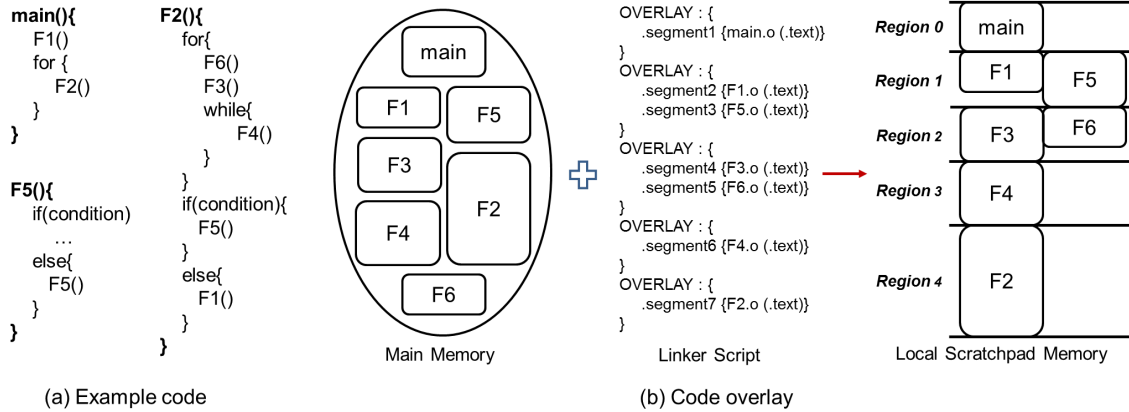 main(){
F1()
for {
F2()
}
}
F5(){
if(condition)
...
else{
F5()
}
}
F2(){
for{
F6()
F3()
while{
F4()
}
}
if(condition){
F5()
}
else{
F1()
}
}
(a) Example code
main
F1
F5
F3
F2
F4
F6
Main Memory
OVERLAY : {
.segment1 {main.o (.text)}
}
OVERLAY : {
.segment2 {F1.o (.text)}
.segment3 {F5.o (.text)}
}
OVERLAY : {
.segment4 {F3.o (.text)}
.segment5 {F6.o (.text)}
}
OVERLAY : {
.segment6 {F4.o (.text)}
}
OVERLAY : {
.segment7 {F2.o (.text)}
}
Linker Script
Region 0
main
Region 1
F1
F5
Region 2
F3
F6
Region 3
F4
Region 4
F2
Local Scratchpad Memory
(b) Code overlay